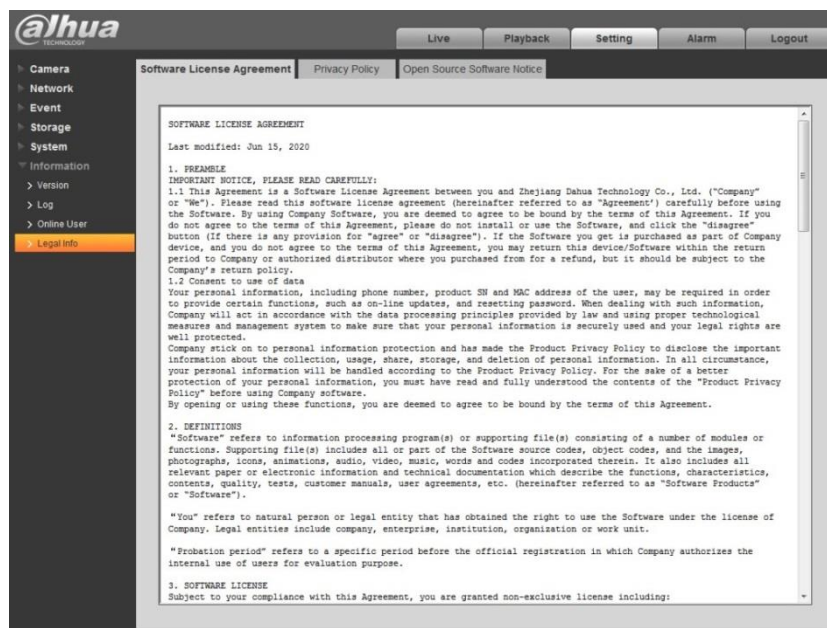 alhua
TECHNOLOGY
Live
Playback
Setting
Alarm
Logout
Camera
Network
Event
Storage
System
Information
> Version
> Log
> Online User
> Legal Info
Software License Agreement
Privacy Policy
Open Source Software Notice
SOFTWARE LICENSE AGREEMENT
Last modified: Jun 15, 2020
1. PREAMBLE
IMPORTANT NOTICE, PLEASE READ CAREFULLY:
1.1 This Agreement is a Software License Agreement between you and Zhejiang Dahua Technology Co., Ltd. ("Company"
or "We"). Please read this software license agreement (hereinafter referred to as "Agreement') carefully before using
the Software. By using Company Software, you are deemed to agree to be bound by the terms of this Agreement. If you
do not agree to the terms of this Agreement, please do not install or use the Software, and click the "disagree"
button (If there is any provision for "agree" or "disagree"). If the Software you get is purchased as part of Company
device, and you do not agree to the terms of this Agreement, you may return this device/Software within the return
period to Company or authorized distributor where you purchased from for a refund, but it should be subject to the
Company's return policy.
1.2 Consent to use of data
Your personal information, including phone number, product SN and MAC address of the user, may be required in order
to provide certain functions, such as on-line updates, and resetting password. When dealing with such information,
Company will act in accordance with the data processing principles provided by law and using proper technological
measures and management system to make sure that your personal information is securely used and your legal rights are
well protected.
Company stick on to personal information protection and has made the Product Privacy Policy to disclose the important
information about the collection, usage, share, storage, and deletion of personal information. In all circumstance,
your personal information will be handled according to the Product Privacy Policy. For the sake of a better
protection of your personal information, you must have read and fully understood the contents of the "Product Privacy
Policy" before using Company software.
By opening or using these functions, you are deemed to agree to be bound by the terms of this Agreement.
2. DEFINITIONS
"Software" refers to information processing program(s) or supporting file(s) consisting of a number of modules or
functions. Supporting file(s) includes all or part of the Software source codes, object codes, and the images,
photographs, icons, animations, audio, video, music, words and codes incorporated therein. It also includes all
relevant paper or electronic information and technical documentation which describe the functions, characteristics,
contents, quality, tests, customer manuals, user agreements, etc. (hereinafter referred to as "Software Products"
or "Software").
"You" refers to natural person or legal entity that has obtained the right to use the Software under the license of
Company. Legal entities include company, enterprise, institution, organization or work unit.
"Probation period" refers to a specific period before the official registration in which Company authorizes the
internal use of users for evaluation purpose.
3. SOFTWARE LICENSE
Subject to your compliance with this Agreement, you are granted non-exclusive license including: